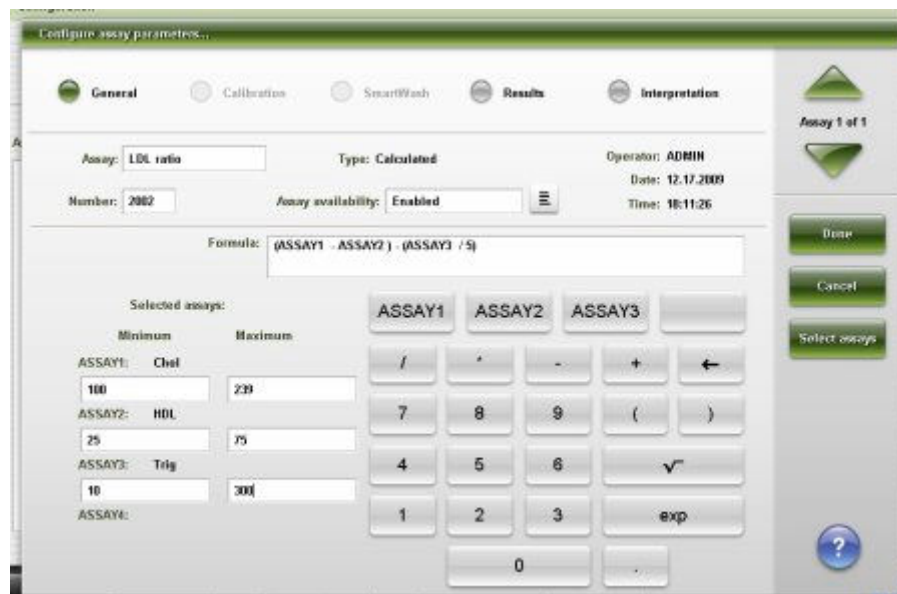 Configure assay parameters...
General Calibration SmartWash Results Interpretation
Assay 1 of 1
Assay: LDL ratio Type: Calculated Operator: ADMIN
Date: 12.17.2009
Number: 2002 Assay availability: Enabled Time: 18:11:26
Formula: (ASSAY1 - ASSAY2 ) - (ASSAY3 / 5)
Done
Cancel
Select assays
Selected assays:
Minimum Maximum
ASSAY1: Chol
100 239
ASSAY2: HDL
25 75
ASSAY3: Trig
10 300
ASSAY4:
ASSAY1 ASSAY2 ASSAY3
/ * - + ←
7 8 9 ( )
4 5 6 √
1 2 3 exp
0 .
?